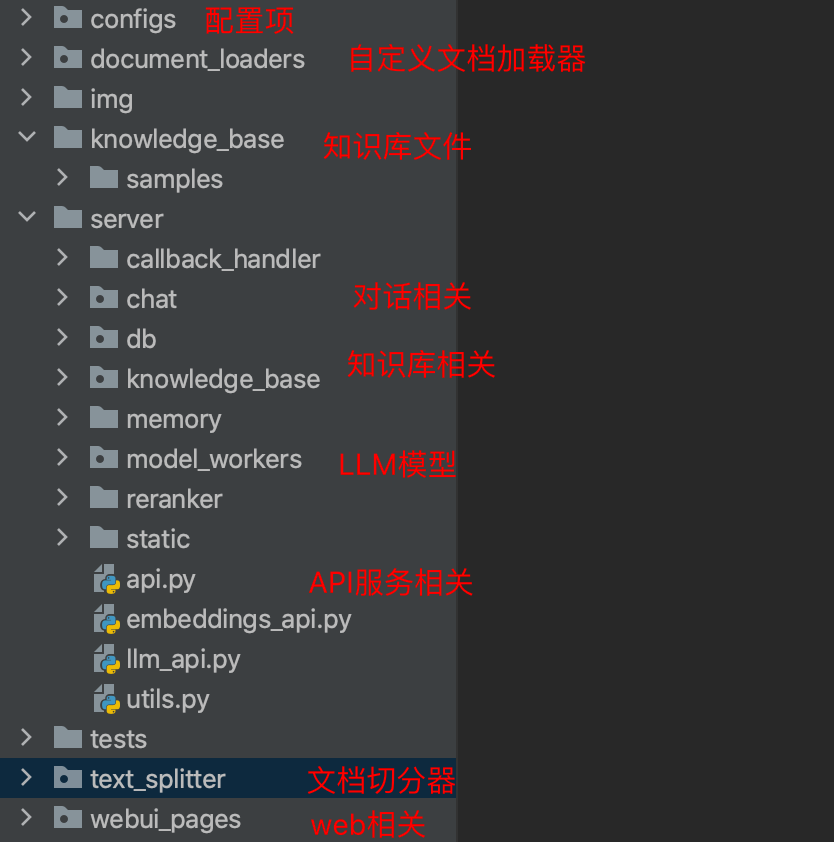 configs 配置项
document_loaders 自定义文档加载器
img
knowledge_base 知识库文件
samples
server
callback_handler
chat 对话相关
db
知识库相关
knowledge_base
memory
model_workers LLM模型
reranker
static
api.py API服务相关
embeddings_api.py
llm_api.py
utils.py
tests
text_splitter 文档切分器
webui_pages web相关